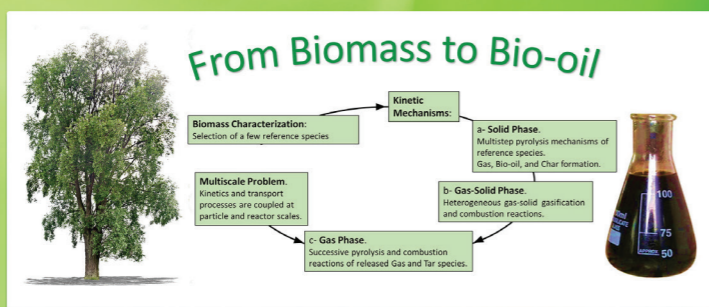 From Biomass to Bio-oil
Biomass Characterization:
Selection of a few reference species
Kinetic
Mechanisms:
a- Solid Phase.
Multistep pyrolysis mechanisms of
reference species.
Gas, Bio-oil, and Char formation.
Multiscale Problem.
Kinetics and transport
processes are coupled at
particle and reactor scales.
b- Gas-Solid Phase.
Heterogeneous gas-solid gasification
and combustion reactions.
c- Gas Phase.
Successive pyrolysis and combustion
reactions of released Gas and Tar species.
100
75
APPROX 50